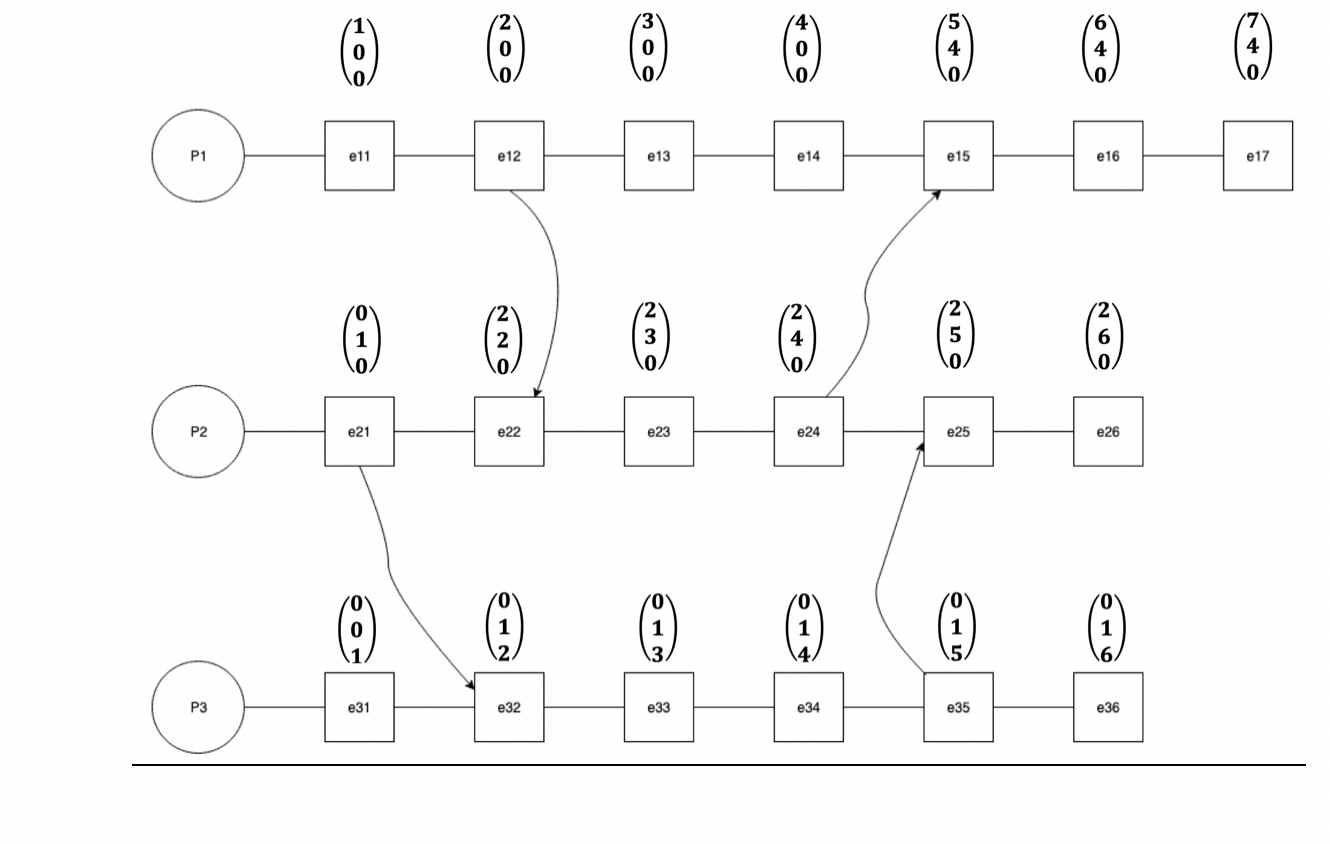 1 2 3 4 5 6 7
0 0 0 0 4 4 4
0 0 0 0 0 0 0
P1 e11 e12 e13 e14 e15 e16 e17
0 2 2 2 2 2
1 2 3 4 5 6
0 0 0 0 0 0
P2 e21 e22 e23 e24 e25 e26
0 0 0 0 0 0
0 1 1 1 1 1
1 2 3 4 5 6
P3 e31 e32 e33 e34 e35 e36